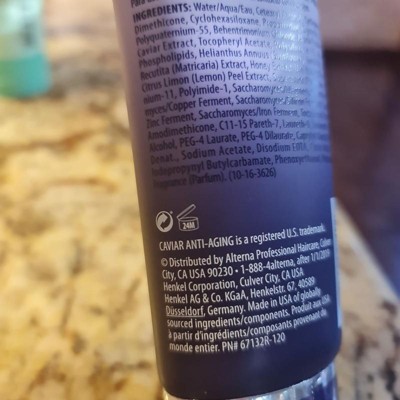 INGREDIENTS: Water/Aqua/Eau,
Dimethicone, Cyclohexasiloxane,
Polyquaternium-55, Behentrimonium
Caviar Extract, Tocopheryl Acetate,
Phospholipids, Helianthus Annuus
Recutita (Matricaria) Extract, Honey
Citrus Limon (Lemon) Peel Extract,
nium-11, Polyimide-1,
myces/Copper Ferment, Saccharomyces
Zinc Ferment, Saccharomyces/Iron Ferment,
Amodimethicone, C11-15 Pareth-7,
Alcohol, PEG-4 Laurate, PEG-4 Dilaurate,
Denat., Sodium Acetate, Disodium EDTA,
Iodopropynyl Butylcarbamate, Phenoxyethanol,
Fragrance (Parfum). (10-16-3626)
24M
CAVIAR ANTI-AGING is a registered U.S. trademark.
© Distributed by Alterna Professional Haircare, Culver
City, CA USA 90230 • 1-888-4alterna, after 1/1/2019
Henkel Corporation, Culver City, CA USA
Henkel AG & Co. KGaA, Henkelstr. 67, 40589
Düsseldorf, Germany. Made in USA of globally
sourced ingredients/components. Produit aux USA
à partir d'ingrédients/composants provenant du
monde entier. PN# 67132R-120